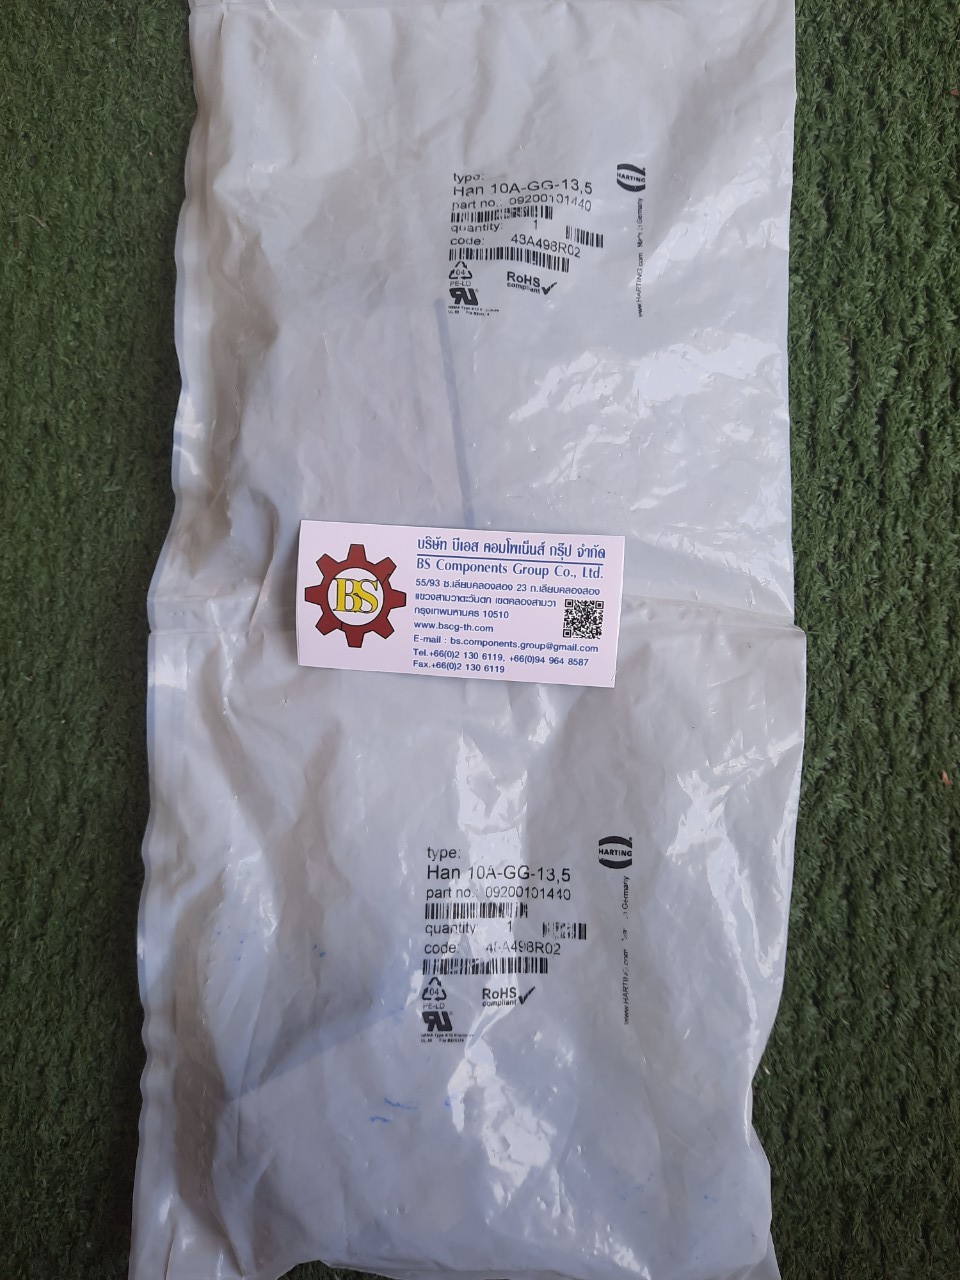 type:
Han 10A-GG-13,5
part no.: 09200101440
quantity: 1
code: 43A498R02
04
PE-LD
RoHS
compliant
HARTING
www.HARTING.com Made in Germany
บริษัท บีเอส คอมโพเน็นส์ กรุ๊ป จำกัด
BS Components Group Co., Ltd.
55/93 ซ.เลียบคลองสอง 23 ถ.เลียบคลองสอง
แขวงสามวาตะวันตก เขตคลองสามวา
กรุงเทพมหานคร 10510
www.bscg-th.com
E-mail : bs.components.group@gmail.com
Tel.+66(0)2 130 6119, +66(0)94 964 8587
Fax.+66(0)2 130 6119
BS
type:
Han 10A-GG-13,5
part no.: 09200101440
quantity: 1
code: A498R02
04
PE-LD
RoHS
compliant
HARTING
www.HARTING.com in Germany